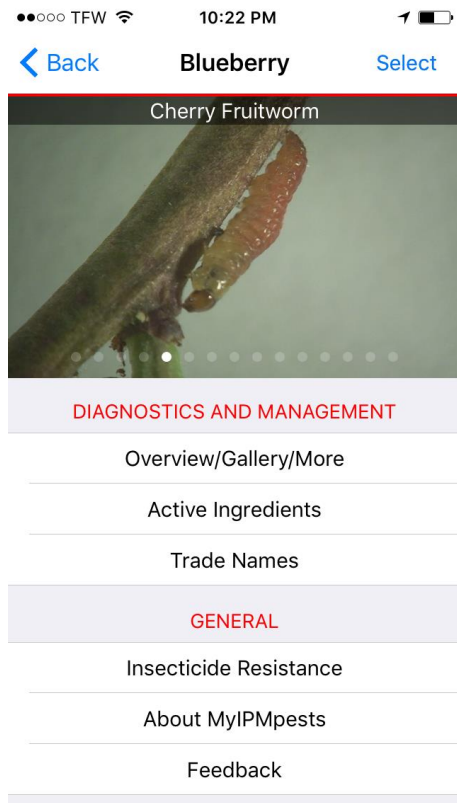 TFW 10:22 PM
Back Blueberry Select
Cherry Fruitworm
DIAGNOSTICS AND MANAGEMENT
Overview/Gallery/More
Active Ingredients
Trade Names
GENERAL
Insecticide Resistance
About MyIPMpests
Feedback